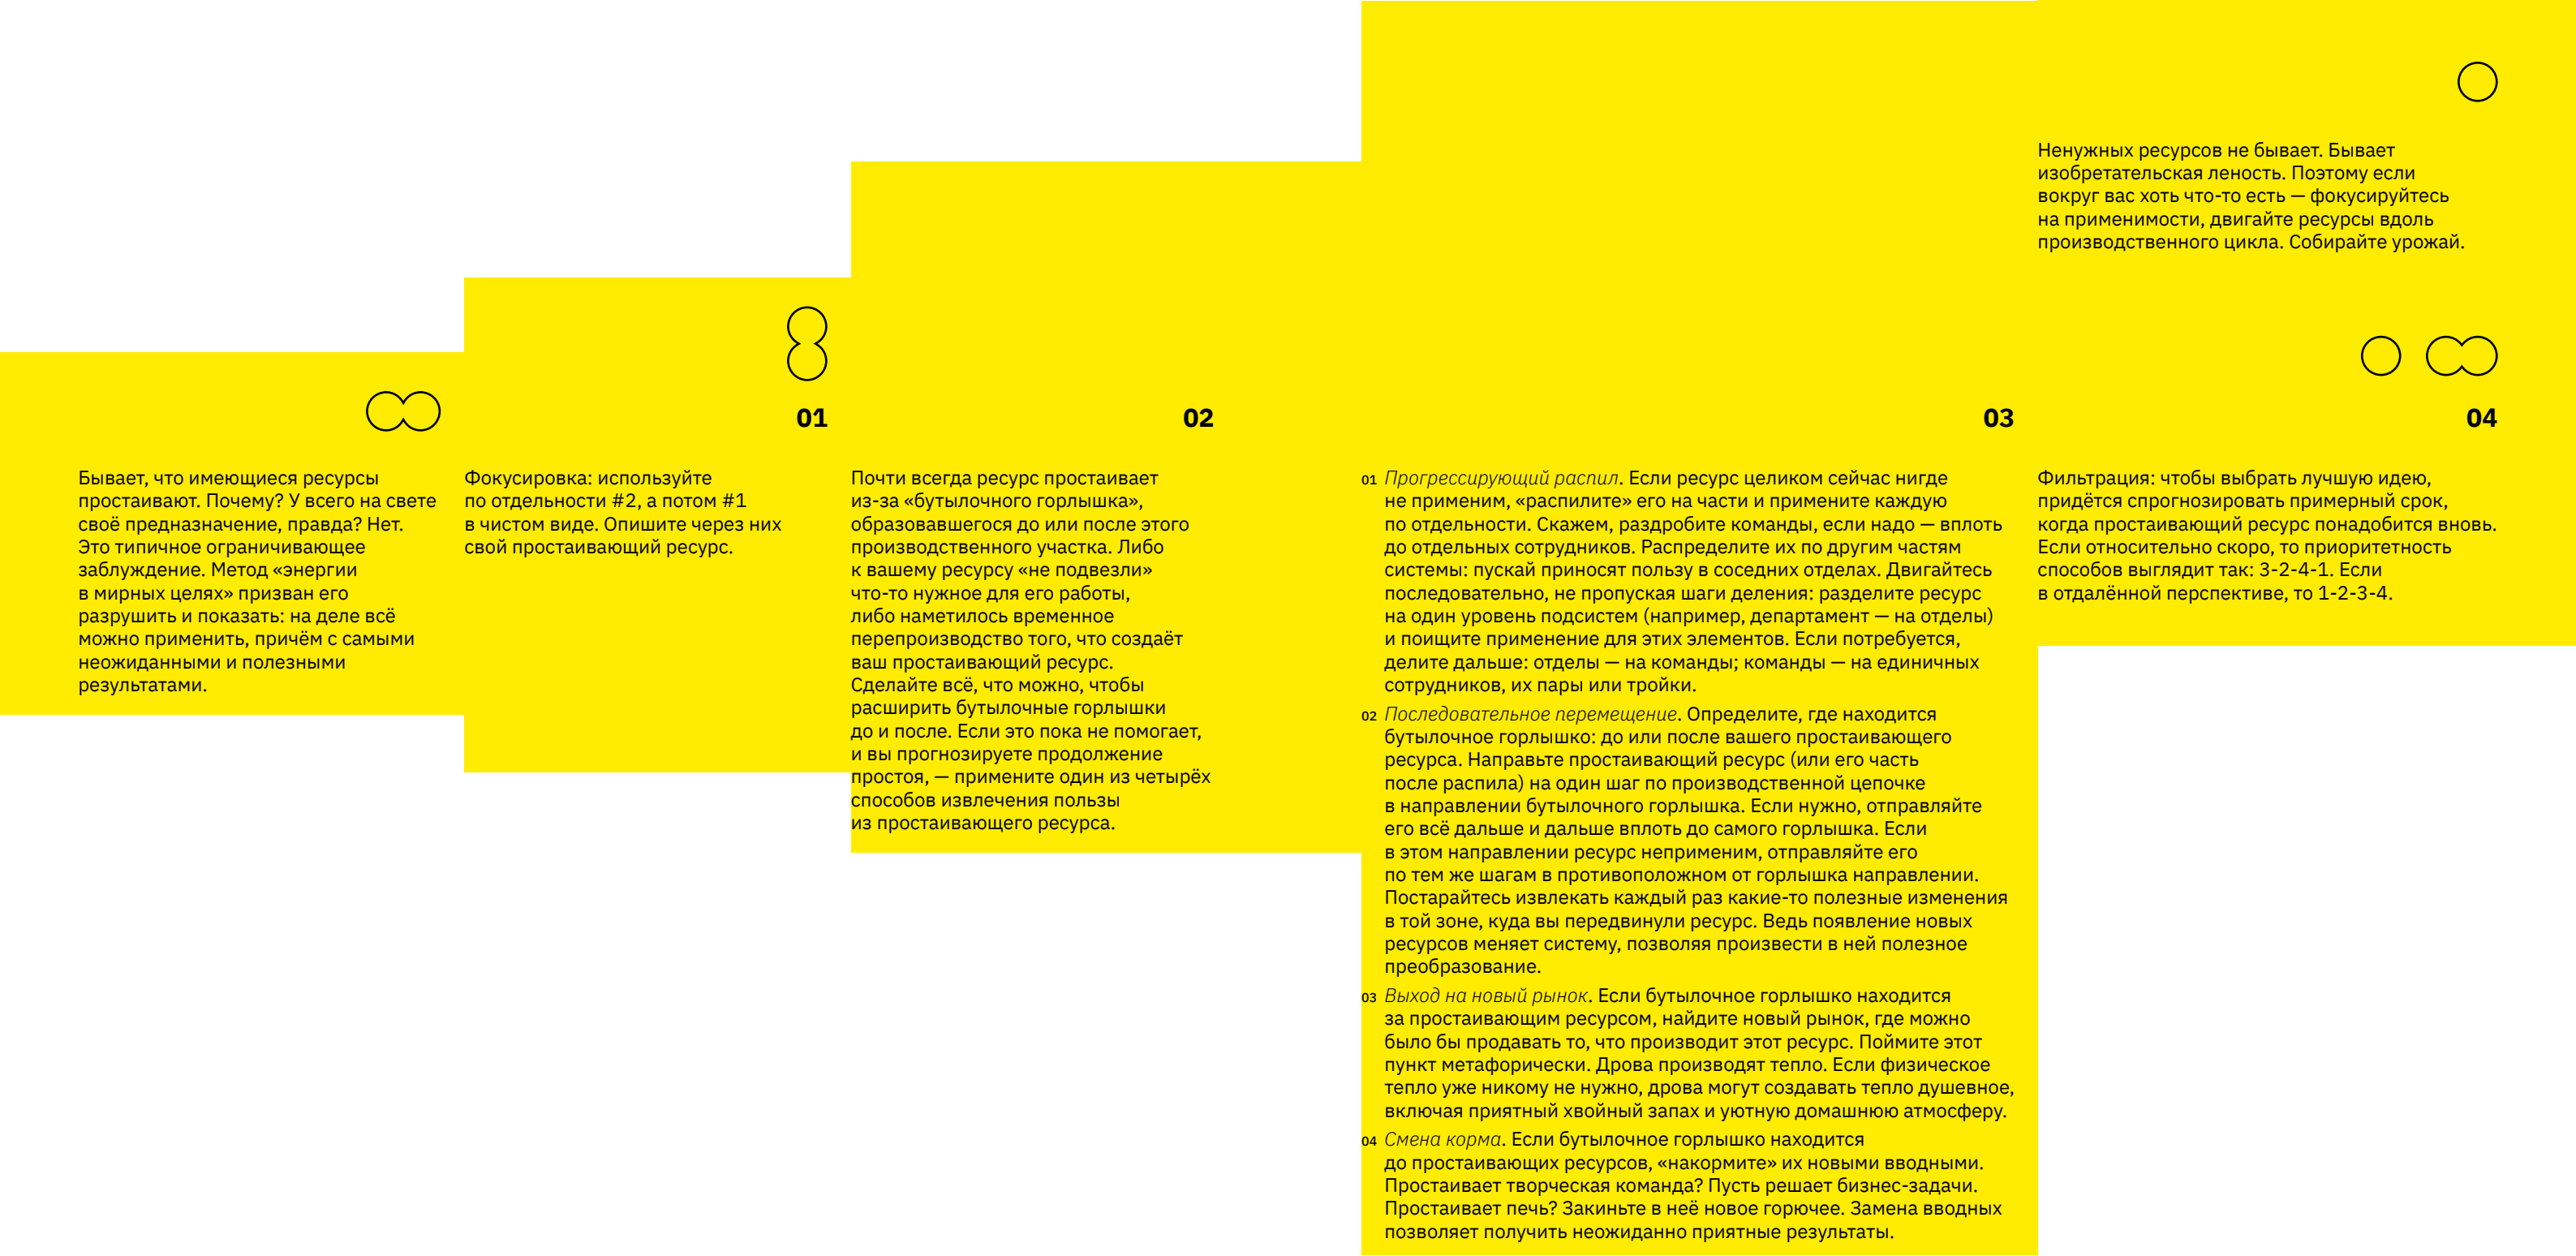 Бывает, что имеющиеся ресурсы
простаивают. Почему? У всего на свете
своё предназначение, правда? Нет.
Это типичное ограничивающее
заблуждение. Метод «энергии
в мирных целях» призван его
разрушить и показать: на деле всё
можно применить, причём с самыми
неожиданными и полезными
результатами.
01
Фокусировка: используйте
по отдельности #2, а потом #1
в чистом виде. Опишите через них
свой простаивающий ресурс.
02
Почти всегда ресурс простаивает
из-за «бутылочного горлышка»,
образовавшегося до или после этого
производственного участка. Либо
к вашему ресурсу «не подвезли»
что-то нужное для его работы,
либо наметилось временное
перепроизводство того, что создаёт
ваш простаивающий ресурс.
Сделайте всё, что можно, чтобы
расширить бутылочные горлышки
до и после. Если это пока не помогает,
и вы прогнозируете продолжение
простоя, — примените один из четырёх
способов извлечения пользы
из простаивающего ресурса.
03
01 Прогрессирующий распил. Если ресурс целиком сейчас нигде
не применим, «распилите» его на части и примените каждую
по отдельности. Скажем, раздробите команды, если надо — вплоть
до отдельных сотрудников. Распределите их по другим частям
системы: пускай приносят пользу в соседних отделах. Двигайтесь
последовательно, не пропуская шаги деления: разделите ресурс
на один уровень подсистем (например, департамент — на отделы)
и поищите применение для этих элементов. Если потребуется,
делите дальше: отделы — на команды; команды — на единичных
сотрудников, их пары или тройки.
02 Последовательное перемещение. Определите, где находится
бутылочное горлышко: до или после вашего простаивающего
ресурса. Направьте простаивающий ресурс (или его часть
после распила) на один шаг по производственной цепочке
в направлении бутылочного горлышка. Если нужно, отправляйте
его всё дальше и дальше вплоть до самого горлышка. Если
в этом направлении ресурс неприменим, отправляйте его
по тем же шагам в противоположном от горлышка направлении.
Постарайтесь извлекать каждый раз какие-то полезные изменения
в той зоне, куда вы передвинули ресурс. Ведь появление новых
ресурсов меняет систему, позволяя произвести в ней полезное
преобразование.
03 Выход на новый рынок. Если бутылочное горлышко находится
за простаивающим ресурсом, найдите новый рынок, где можно
было бы продавать то, что производит этот ресурс. Поймите этот
пункт метафорически. Дрова производят тепло. Если физическое
тепло уже никому не нужно, дрова могут создавать тепло душевное,
включая приятный хвойный запах и уютную домашнюю атмосферу.
04 Смена корма. Если бутылочное горлышко находится
до простаивающих ресурсов, «накормите» их новыми вводными.
Простаивает творческая команда? Пусть решает бизнес-задачи.
Простаивает печь? Закиньте в неё новое горючее. Замена вводных
позволяет получить неожиданно приятные результаты.
Ненужных ресурсов не бывает. Бывает
изобретательская леность. Поэтому если
вокруг вас хоть что-то есть — фокусируйтесь
на применимости, двигайте ресурсы вдоль
производственного цикла. Собирайте урожай.
04
Фильтрация: чтобы выбрать лучшую идею,
придётся спрогнозировать примерный срок,
когда простаивающий ресурс понадобится вновь.
Если относительно скоро, то приоритетность
способов выглядит так: 3-2-4-1. Если
в отдалённой перспективе, то 1-2-3-4.